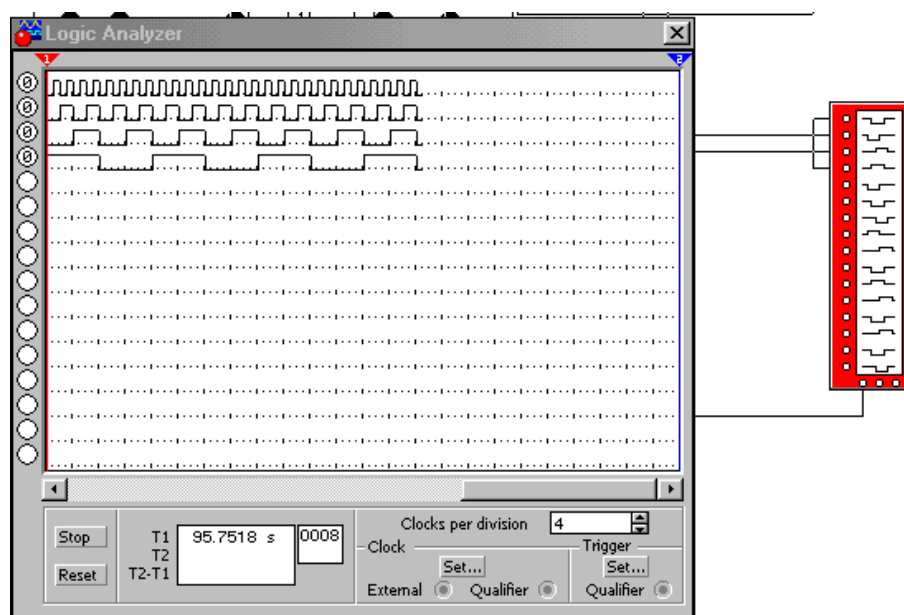 Logic Analyzer
1
2
0
0
0
0
Clocks per division 4
Stop
T1 95.7518 s 0008
T2
T2-T1
Reset
Clock
Set...
External Qualifier
Trigger
Set...
Qualifier